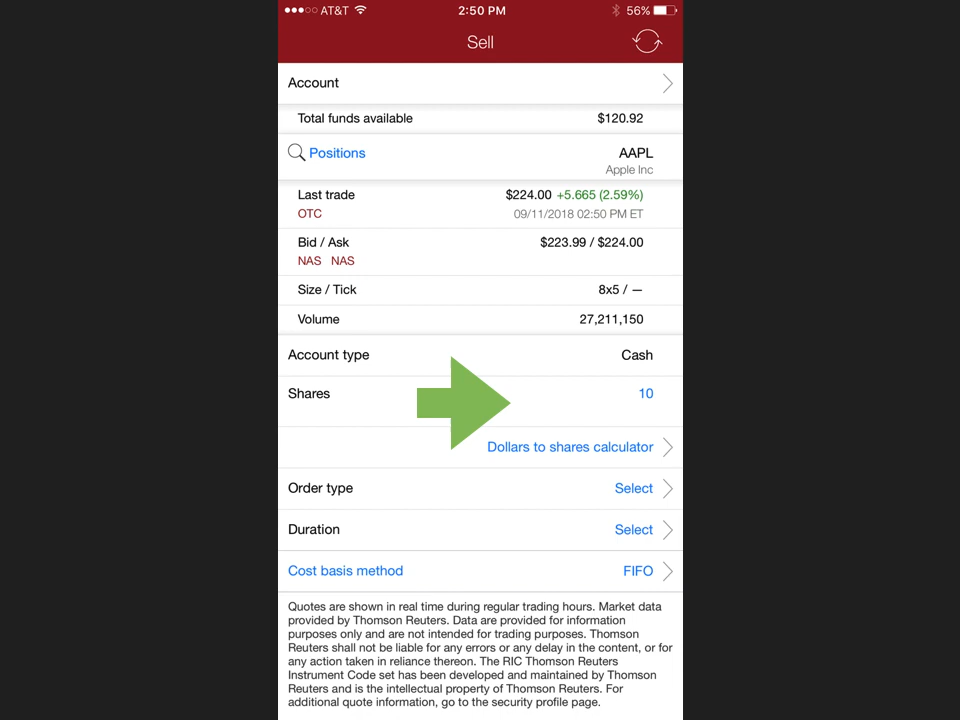 AT&T 2:50 PM 56%
Sell
Account
Total funds available $120.92
Positions AAPL
Apple Inc
Last trade $224.00 +5.665 (2.59%)
OTC 09/11/2018 02:50 PM ET
Bid / Ask $223.99 / $224.00
NAS NAS
Size / Tick 8x5 / —
Volume 27,211,150
Account type Cash
Shares 10
Dollars to shares calculator
Order type Select
Duration Select
Cost basis method FIFO
Quotes are shown in real time during regular trading hours. Market data
provided by Thomson Reuters. Data are provided for information
purposes only and are not intended for trading purposes. Thomson
Reuters shall not be liable for any errors or any delay in the content, or for
any action taken in reliance thereon. The RIC Thomson Reuters
Instrument Code set has been developed and maintained by Thomson
Reuters and is the intellectual property of Thomson Reuters. For
additional quote information, go to the security profile page.